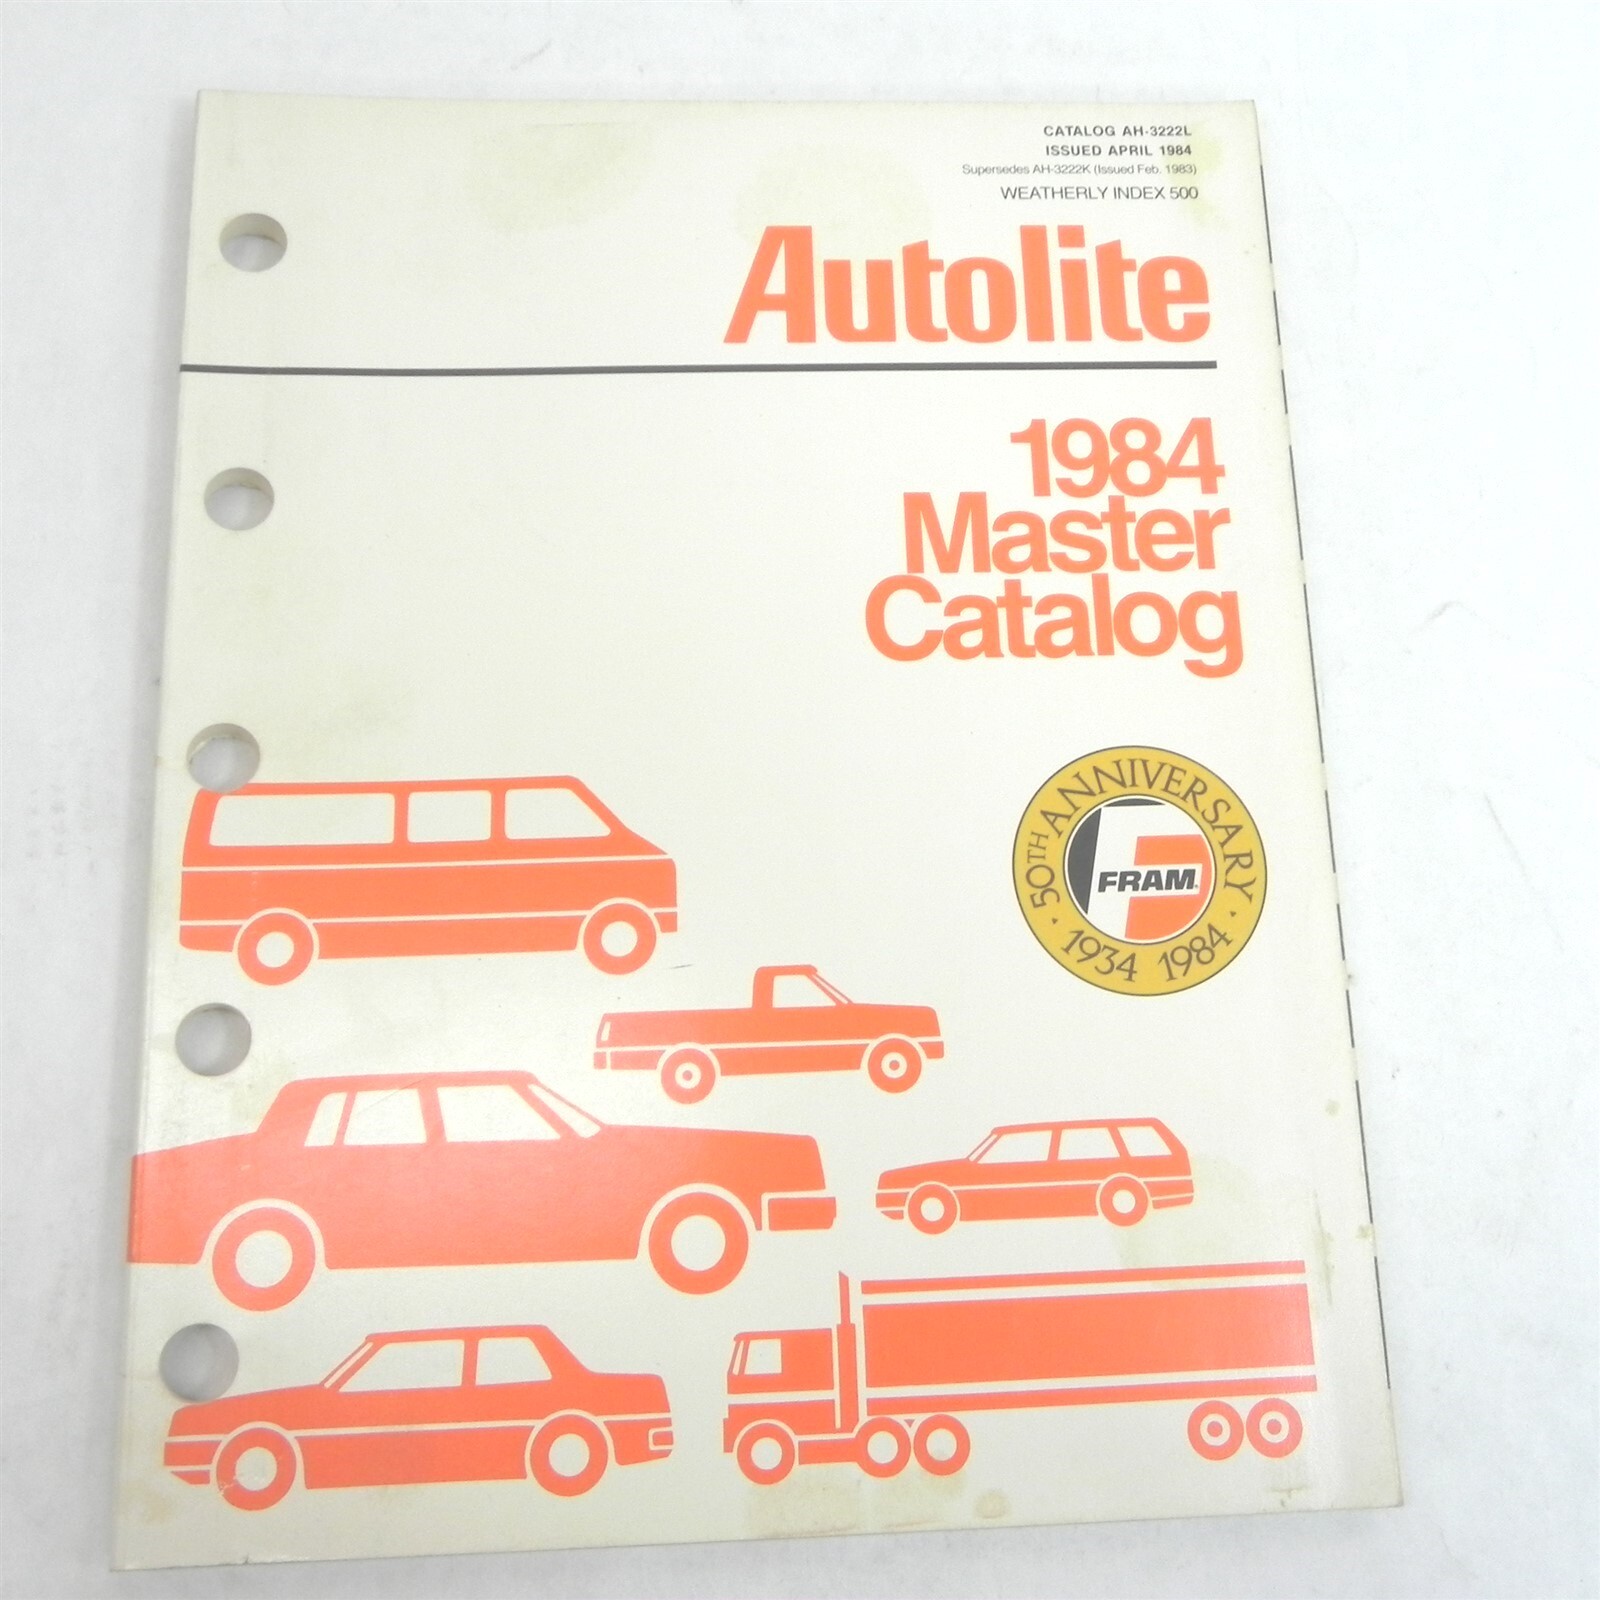 CATALOG AH-3222L
ISSUED APRIL 1984
Supersedes AH-3222K (Issued Feb. 1983)
WEATHERLY INDEX 500
Autolite
1984
Master
Catalog
· 50TH ANNIVERSARY ·
FRAM
1934 1984